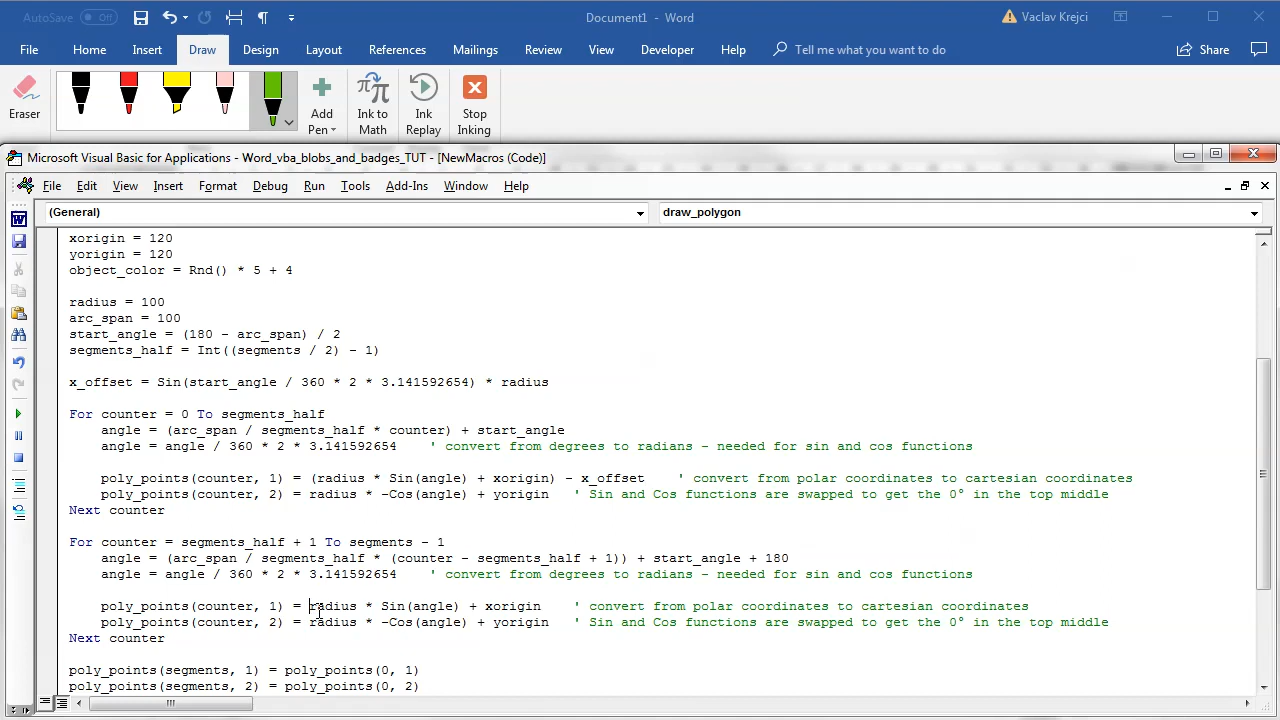 AutoSave Off
Document1 - Word
Vaclav Krejci
File Home Insert Draw Design Layout References Mailings Review View Developer Help Tell me what you want to do Share
Eraser
Add Pen
Ink to Math
Ink Replay
Stop Inking
Microsoft Visual Basic for Applications - Word_vba_blobs_and_badges_TUT - [NewMacros (Code)]
File Edit View Insert Format Debug Run Tools Add-Ins Window Help
(General) draw_polygon
xorigin = 120
yorigin = 120
object_color = Rnd() * 5 + 4
radius = 100
arc_span = 100
start_angle = (180 - arc_span) / 2
segments_half = Int((segments / 2) - 1)
x_offset = Sin(start_angle / 360 * 2 * 3.141592654) * radius
For counter = 0 To segments_half
angle = (arc_span / segments_half * counter) + start_angle
angle = angle / 360 * 2 * 3.141592654 ' convert from degrees to radians - needed for sin and cos functions
poly_points(counter, 1) = (radius * Sin(angle) + xorigin) - x_offset ' convert from polar coordinates to cartesian coordinates
poly_points(counter, 2) = radius * -Cos(angle) + yorigin ' Sin and Cos functions are swapped to get the 0° in the top middle
Next counter
For counter = segments_half + 1 To segments - 1
angle = (arc_span / segments_half * (counter - segments_half + 1)) + start_angle + 180
angle = angle / 360 * 2 * 3.141592654 ' convert from degrees to radians - needed for sin and cos functions
poly_points(counter, 1) = radius * Sin(angle) + xorigin ' convert from polar coordinates to cartesian coordinates
poly_points(counter, 2) = radius * -Cos(angle) + yorigin ' Sin and Cos functions are swapped to get the 0° in the top middle
Next counter
poly_points(segments, 1) = poly_points(0, 1)
poly_points(segments, 2) = poly_points(0, 2)